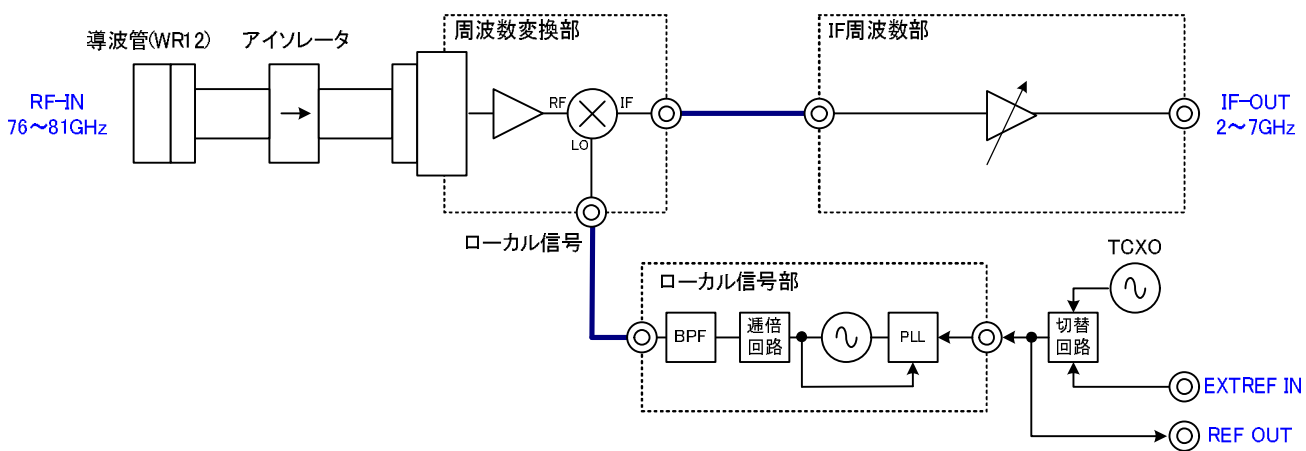 導波管(WR12)
アイソレータ
周波数変換部
IF周波数部
RF-IN
76～81GHz
RF
IF
LO
IF-OUT
2～7GHz
ローカル信号
ローカル信号部
TCXO
BPF
逓倍
回路
PLL
切替
回路
EXTREF IN
REF OUT